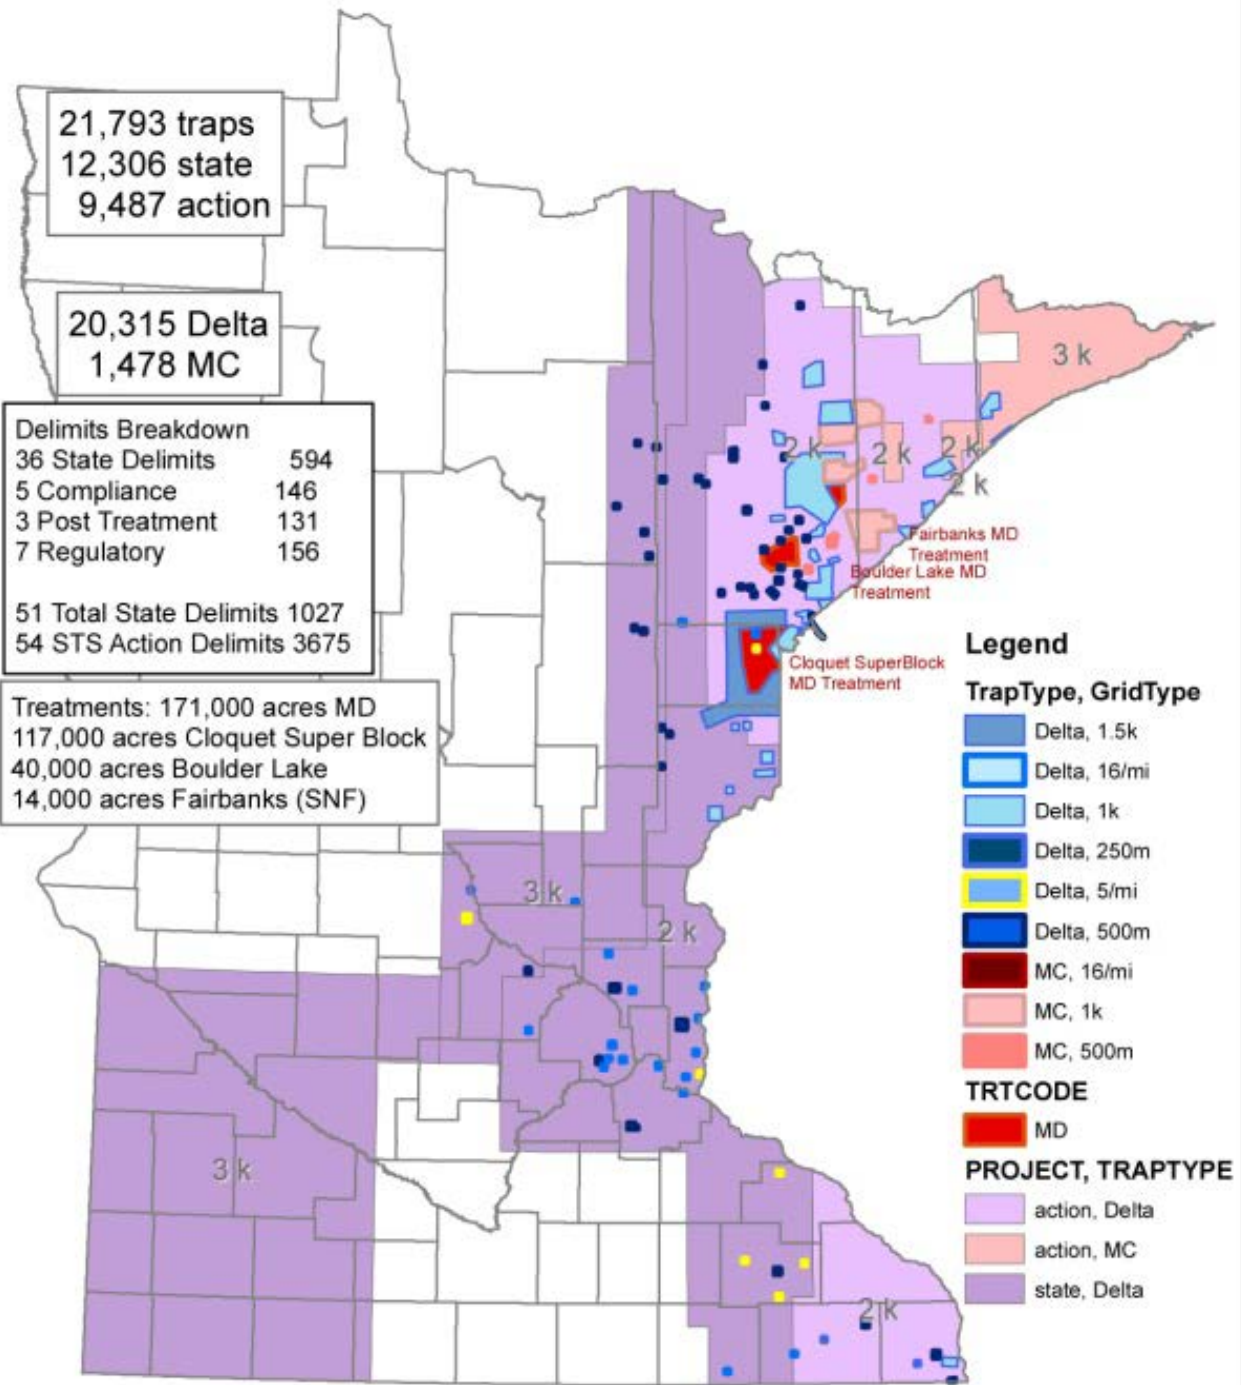 21,793 traps
12,306 state
9,487 action
20,315 Delta
1,478 MC
Delimits Breakdown
36 State Delimits 594
5 Compliance 146
3 Post Treatment 131
7 Regulatory 156
51 Total State Delimits 1027
54 STS Action Delimits 3675
Treatments: 171,000 acres MD
117,000 acres Cloquet Super Block
40,000 acres Boulder Lake
14,000 acres Fairbanks (SNF)
3 k
2 k
2 k
2 k
2 k
Fairbanks MD
Treatment
Boulder Lake MD
Treatment
Cloquet SuperBlock
MD Treatment
3 k
2 k
3 k
2 k
Legend
TrapType, GridType
Delta, 1.5k
Delta, 16/mi
Delta, 1k
Delta, 250m
Delta, 5/mi
Delta, 500m
MC, 16/mi
MC, 1k
MC, 500m
TRTCODE
MD
PROJECT, TRAPTYPE
action, Delta
action, MC
state, Delta